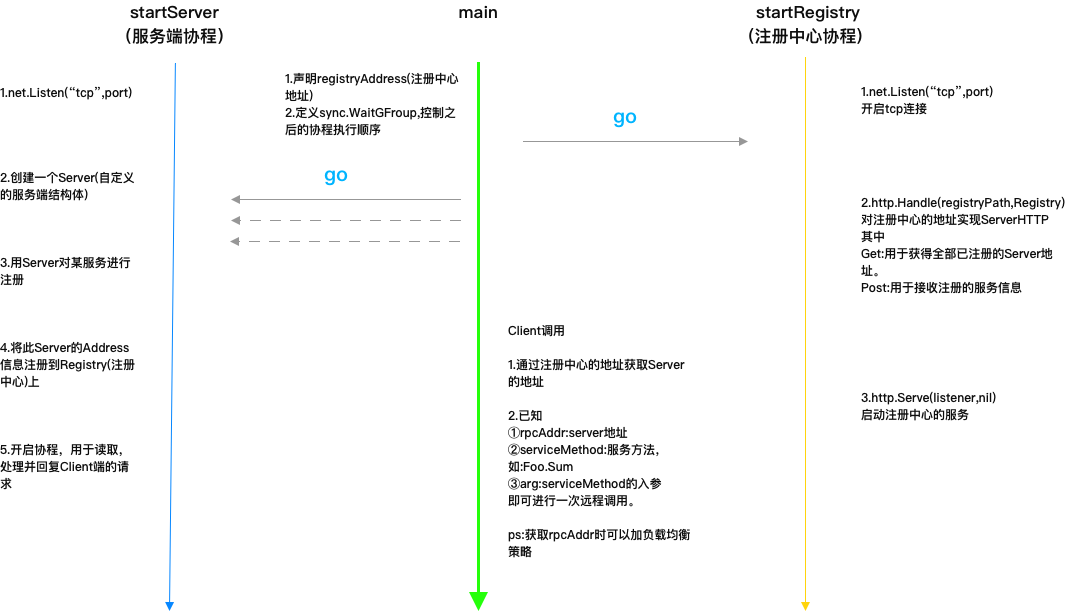 startServer
（服务端协程）
main
startRegistry
（注册中心协程）
1.net.Listen(“tcp”,port)
2.创建一个Server(自定义
的服务端结构体)
3.用Server对某服务进行
注册
4.将此Server的Address
信息注册到Registry(注册
中心)上
5.开启协程，用于读取，
处理并回复Client端的请
求
1.声明registryAddress(注册中心
地址)
2.定义sync.WaitGFroup,控制之
后的协程执行顺序
go
go
Client调用
1.通过注册中心的地址获取Server
的地址
2.已知
①rpcAddr:server地址
②serviceMethod:服务方法，
如:Foo.Sum
③arg:serviceMethod的入参
即可进行一次远程调用。
ps:获取rpcAddr时可以加负载均衡
策略
1.net.Listen(“tcp”,port)
开启tcp连接
2.http.Handle(registryPath,Registry)
对注册中心的地址实现ServerHTTP
其中
Get:用于获得全部已注册的Server地
址。
Post:用于接收注册的服务信息
3.http.Serve(listener,nil)
启动注册中心的服务